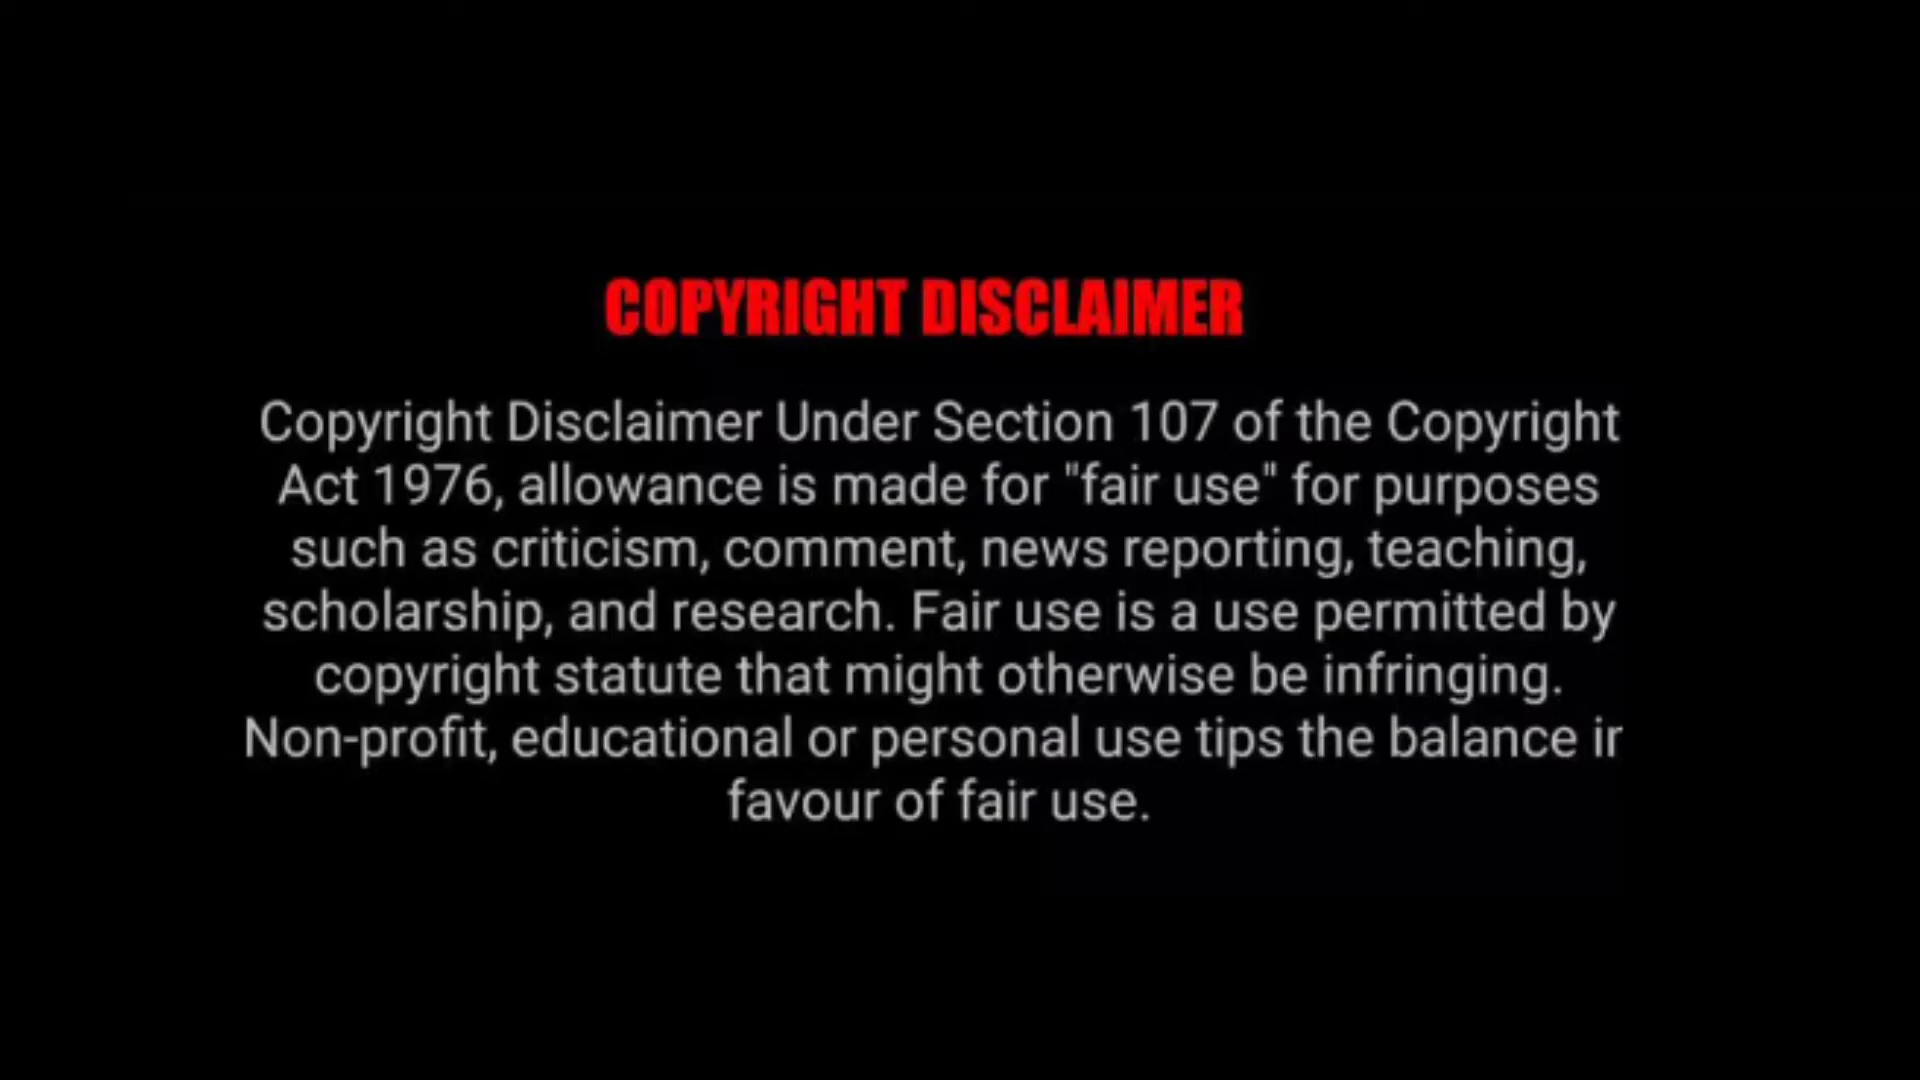 COPYRIGHT DISCLAIMER
Copyright Disclaimer Under Section 107 of the Copyright
Act 1976, allowance is made for "fair use" for purposes
such as criticism, comment, news reporting, teaching,
scholarship, and research. Fair use is a use permitted by
copyright statute that might otherwise be infringing.
Non-profit, educational or personal use tips the balance ir
favour of fair use.